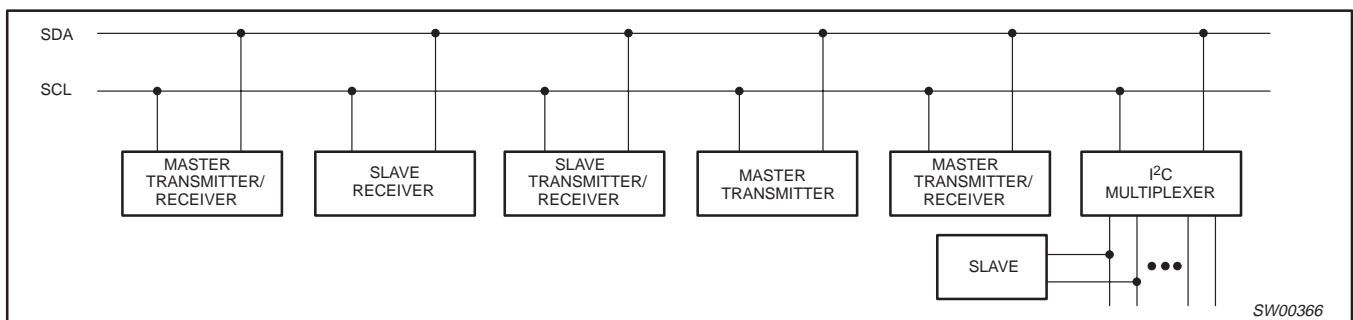 SDA
SCL
MASTER
TRANSMITTER/
RECEIVER
SLAVE
RECEIVER
SLAVE
TRANSMITTER/
RECEIVER
MASTER
TRANSMITTER
MASTER
TRANSMITTER/
RECEIVER
I²C
MULTIPLEXER
SLAVE
SW00366